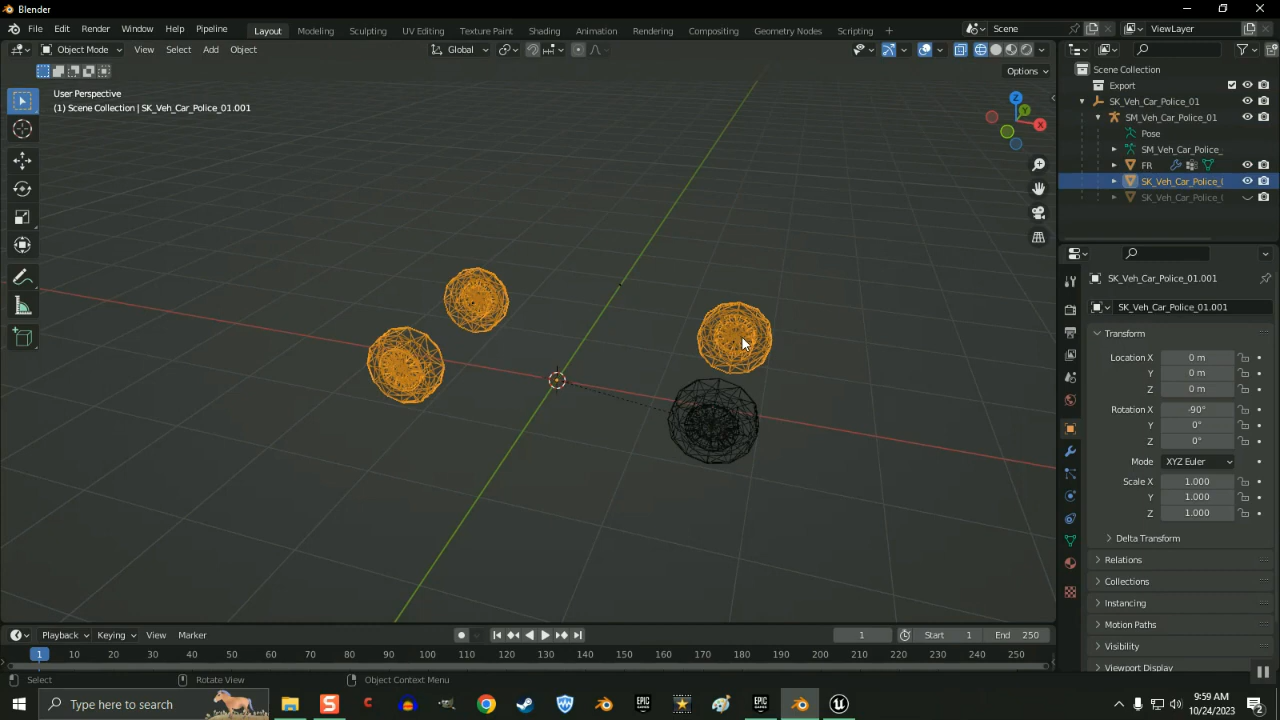 Blender
File Edit Render Window Help Pipeline
Layout Modeling Sculpting UV Editing Texture Paint Shading Animation Rendering Compositing Geometry Nodes Scripting +
Scene
ViewLayer
Object Mode View Select Add Object
Global
Options
User Perspective
(1) Scene Collection | SK_Veh_Car_Police_01.001
Z
Y
X
Scene Collection
Export
SK_Veh_Car_Police_01
SM_Veh_Car_Police_01
Pose
SM_Veh_Car_Police_
FR
SK_Veh_Car_Police_(
SK_Veh_Car_Police_(
SK_Veh_Car_Police_01.001
SK_Veh_Car_Police_01.001
Transform
Location X 0 m
Y 0 m
Z 0 m
Rotation X -90°
Y 0°
Z 0°
Mode XYZ Euler
Scale X 1.000
Y 1.000
Z 1.000
Delta Transform
Relations
Collections
Instancing
Motion Paths
Visibility
Viewport Display
Playback Keying View Marker
1
Start 1
End 250
1 10 20 30 40 50 60 70 80 90 100 110 120 130 140 150 160 170 180 190 200 210 220 230 240 250
Select
Rotate View
Object Context Menu
Type here to search
9:59 AM
10/24/2023
2